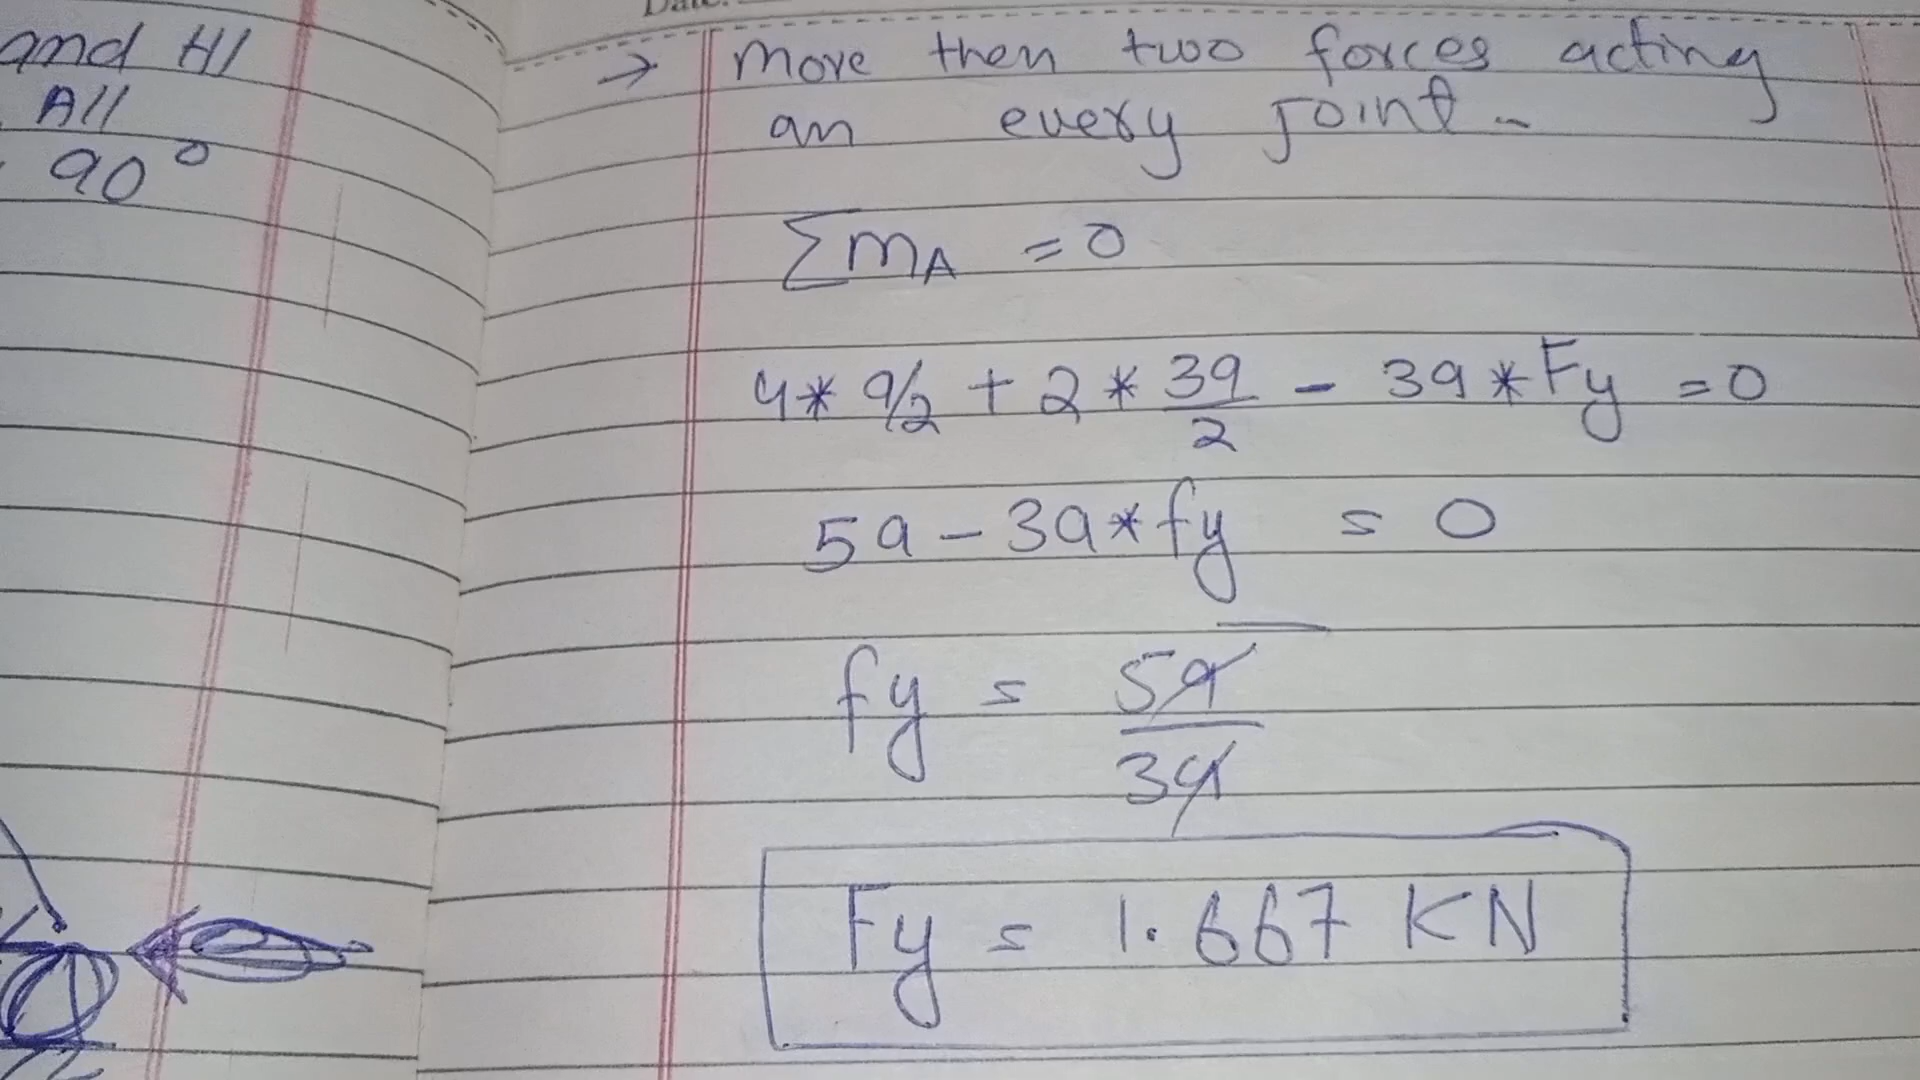 Date:
and HI
All
90°
→ more then two forces acting
an every joint.
ΣmA = 0
4* a/2 + 2 * 3a/2 - 3a * Fy = 0
5a - 3a * fy = 0
fy = 5a/3a
Fy = 1.667 KN